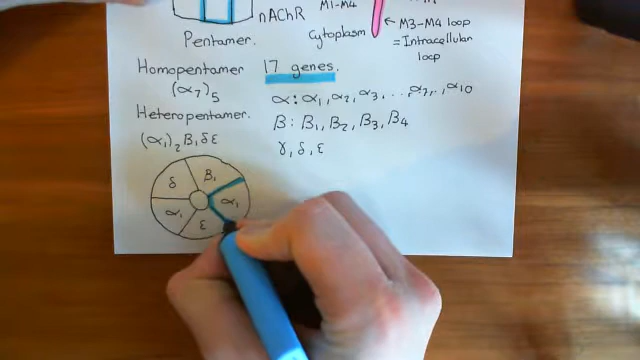 nAChR
M1-M4
M3-M4 loop
= Intracellular
loop
Cytoplasm
Pentamer.
Homopentamer
(α₇)₅
Heteropentamer.
(α₁)₂ β₁ δ ε
17 genes.
α: α₁, α₂, α₃, ..., α₇, .., α₁₀
β: β₁, β₂, β₃, β₄
γ, δ, ε
δ
β₁
α₁
α₁
ε